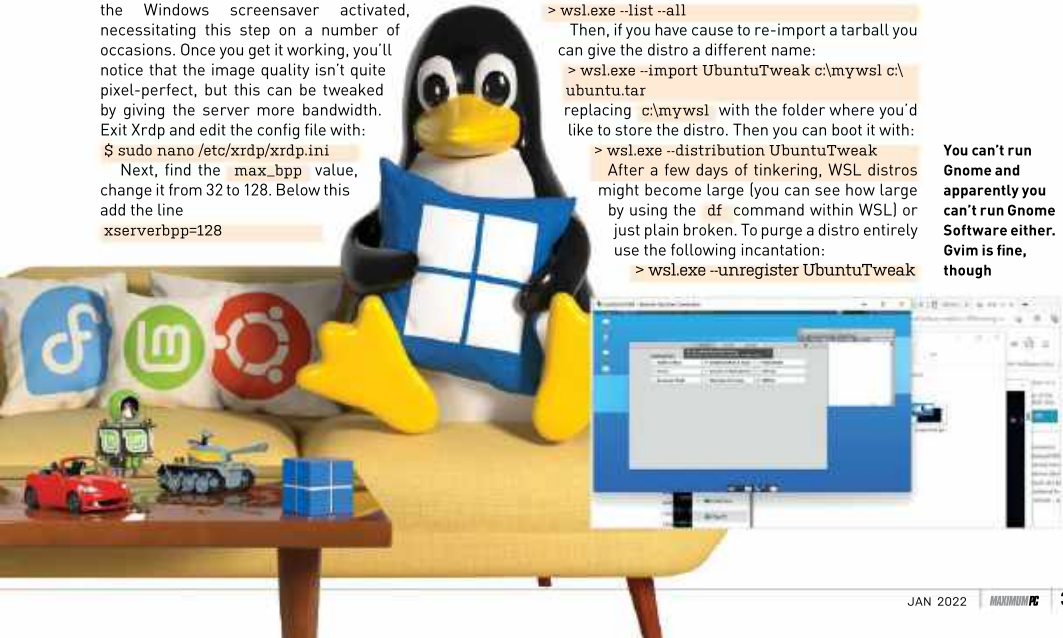 the Windows screensaver activated,
necessitating this step on a number of
occasions. Once you get it working, you'll
notice that the image quality isn't quite
pixel-perfect, but this can be tweaked
by giving the server more bandwidth.
Exit Xrdp and edit the config file with:
$ sudo nano /etc/xrdp/xrdp.ini
Next, find the max_bpp value,
change it from 32 to 128. Below this
add the line
xserverbpp=128
> wsl.exe --list --all
Then, if you have cause to re-import a tarball you
can give the distro a different name:
> wsl.exe --import UbuntuTweak c:\mywsl c:\
ubuntu.tar
replacing c:\mywsl with the folder where you'd
like to store the distro. Then you can boot it with:
> wsl.exe --distribution UbuntuTweak
After a few days of tinkering, WSL distros
might become large (you can see how large
by using the df command within WSL) or
just plain broken. To purge a distro entirely
use the following incantation:
> wsl.exe --unregister UbuntuTweak
You can't run
Gnome and
apparently you
can't run Gnome
Software either.
Gvim is fine,
though
JAN 2022 MAXIMUMPC